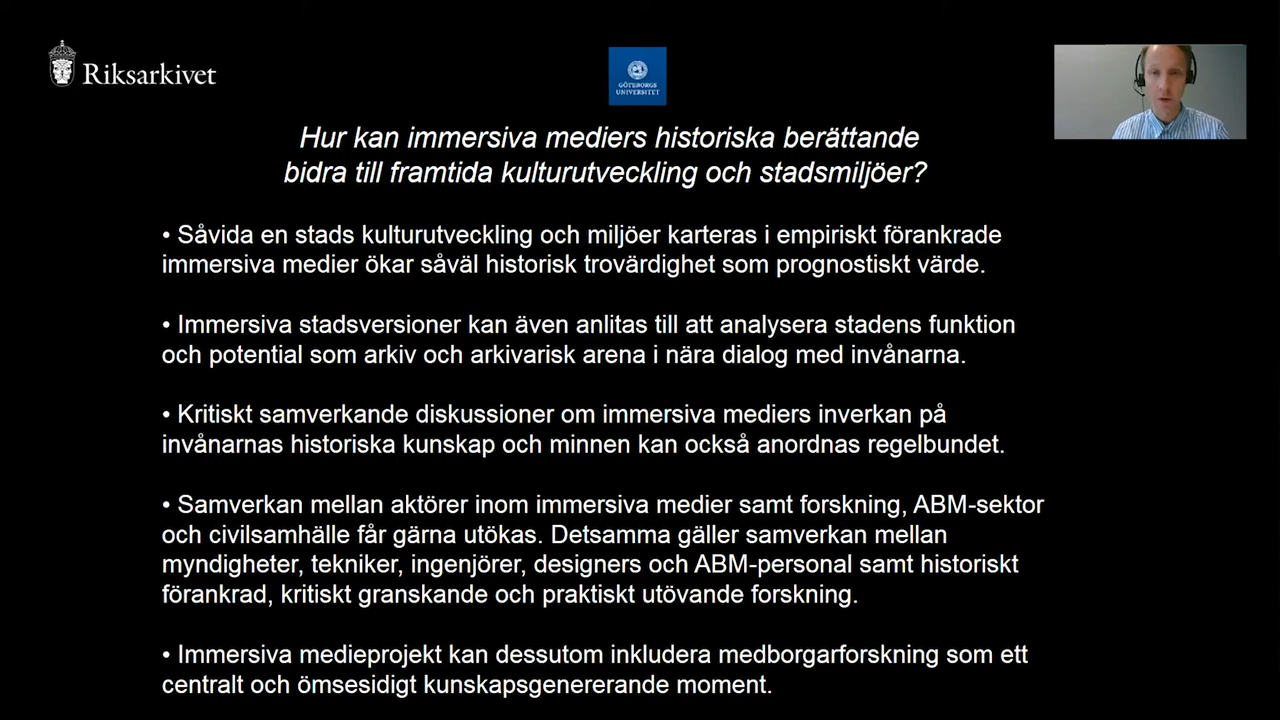 Riksarkivet
GÖTEBORGS
UNIVERSITET
Hur kan immersiva mediers historiska berättande
bidra till framtida kulturutveckling och stadsmiljöer?
• Såvida en stads kulturutveckling och miljöer karteras i empiriskt förankrade
immersiva medier ökar såväl historisk trovärdighet som prognostiskt värde.
• Immersiva stadsversioner kan även anlitas till att analysera stadens funktion
och potential som arkiv och arkivarisk arena i nära dialog med invånarna.
• Kritiskt samverkande diskussioner om immersiva mediers inverkan på
invånarnas historiska kunskap och minnen kan också anordnas regelbundet.
• Samverkan mellan aktörer inom immersiva medier samt forskning, ABM-sektor
och civilsamhälle får gärna utökas. Detsamma gäller samverkan mellan
myndigheter, tekniker, ingenjörer, designers och ABM-personal samt historiskt
förankrad, kritiskt granskande och praktiskt utövande forskning.
• Immersiva medieprojekt kan dessutom inkludera medborgarforskning som ett
centralt och ömsesidigt kunskapsgenererande moment.